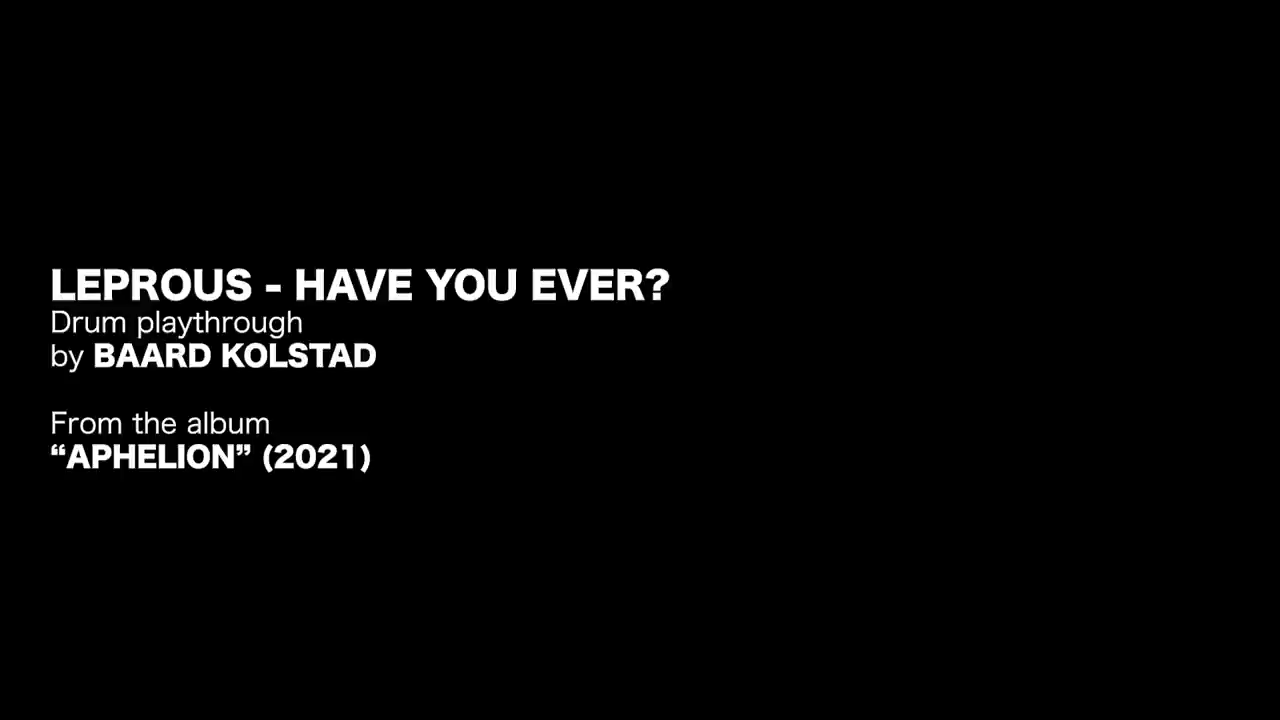 LEPROUS - HAVE YOU EVER?
Drum playthrough
by BAARD KOLSTAD
From the album
“APHELION” (2021)